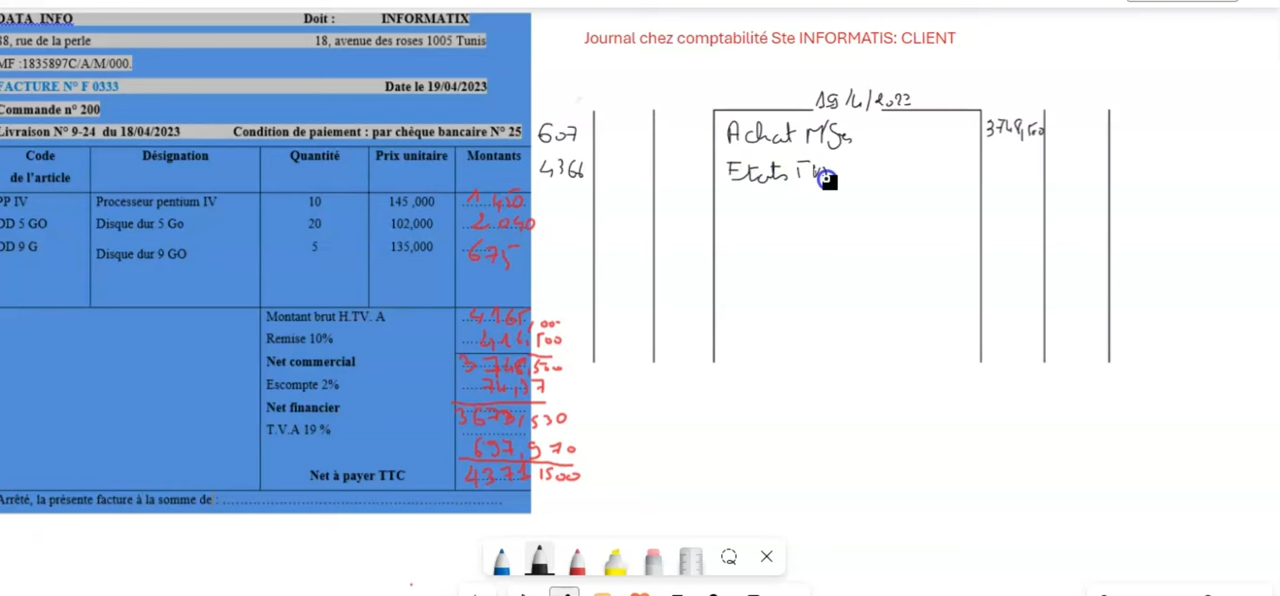 DATA INFO Doit : INFORMATIX
38, rue de la perle 18, avenue des roses 1005 Tunis
MF :1835897C/A/M/000.
FACTURE N° F 0333 Date le 19/04/2023
Commande n° 200
Livraison N° 9-24 du 18/04/2023 Condition de paiement : par chèque bancaire N° 25
Code de l'article Désignation Quantité Prix unitaire Montants
PP IV Processeur pentium IV 10 145 ,000 1 450
DD 5 GO Disque dur 5 Go 20 102,000 2 040
DD 9 G Disque dur 9 GO 5 135,000 675
Montant brut H.TV. A 4165,000
Remise 10% 416,500
Net commercial 3 748,500
Escompte 2% 74,97
Net financier 3673,530
T.V.A 19 % 697,970
Net à payer TTC 4371,500
Arrêté, la présente facture à la somme de :
Journal chez comptabilité Ste INFORMATIS: CLIENT
19/4/2023
607 Achat M/Ses 3748,500
4366 Etats TVA